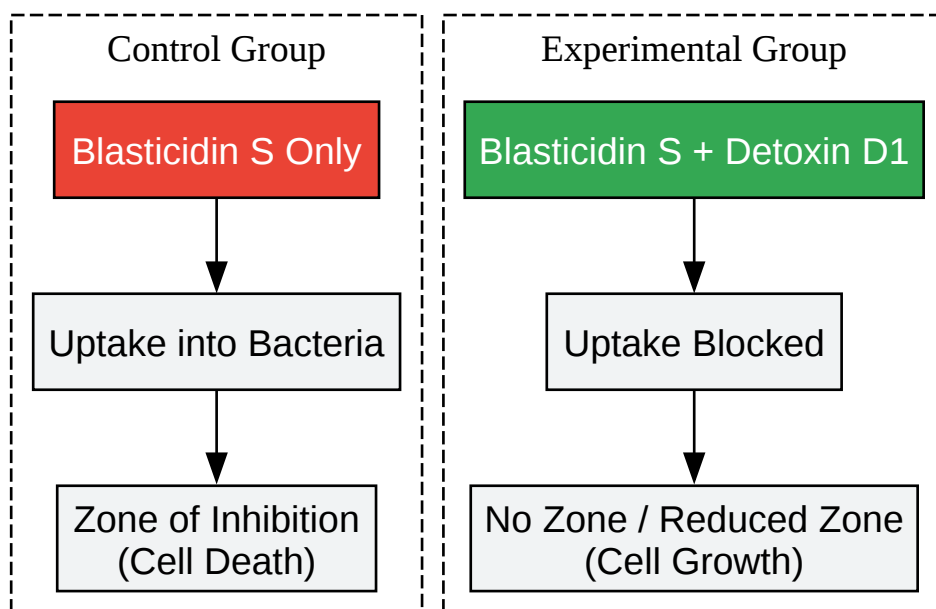 Control Group
Blasticidin S Only
Uptake into Bacteria
Zone of Inhibition
(Cell Death)
Experimental Group
Blasticidin S + Detoxin D1
Uptake Blocked
No Zone / Reduced Zone
(Cell Growth)